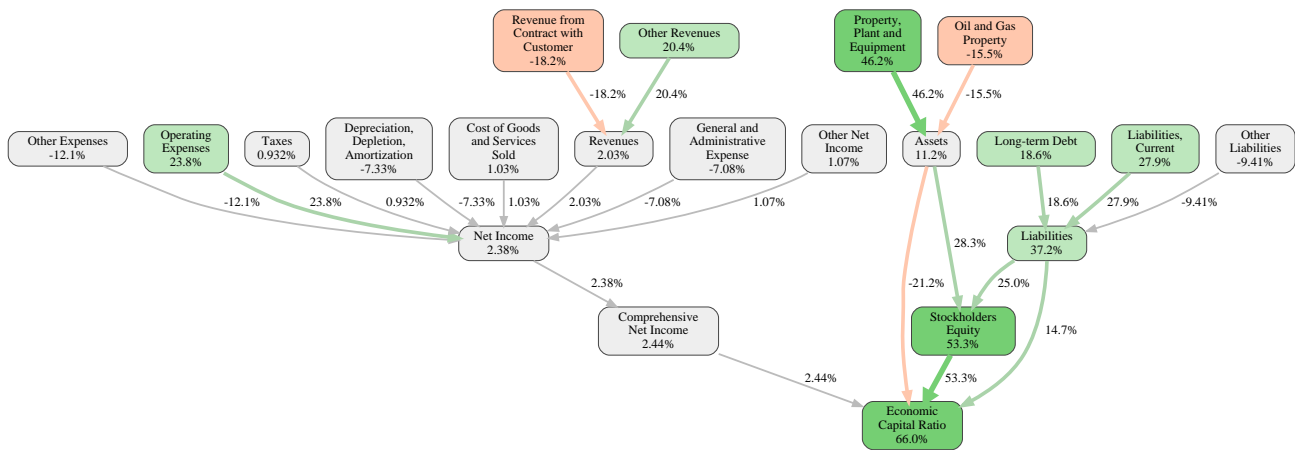 Revenue from
Contract with
Customer
-18.2%
Other Revenues
20.4%
Property,
Plant and
Equipment
46.2%
Oil and Gas
Property
-15.5%
-18.2%
20.4%
46.2%
-15.5%
Other Expenses
-12.1%
Operating
Expenses
23.8%
Taxes
0.932%
Depreciation,
Depletion,
Amortization
-7.33%
Cost of Goods
and Services
Sold
1.03%
Revenues
2.03%
General and
Administrative
Expense
-7.08%
Other Net
Income
1.07%
Assets
11.2%
Long-term Debt
18.6%
Liabilities,
Current
27.9%
Other
Liabilities
-9.41%
-12.1%
23.8%
0.932%
-7.33%
1.03%
2.03%
-7.08%
1.07%
18.6%
27.9%
-9.41%
Net Income
2.38%
28.3%
Liabilities
37.2%
2.38%
-21.2%
25.0%
Comprehensive
Net Income
2.44%
Stockholders
Equity
53.3%
14.7%
2.44%
53.3%
Economic
Capital Ratio
66.0%